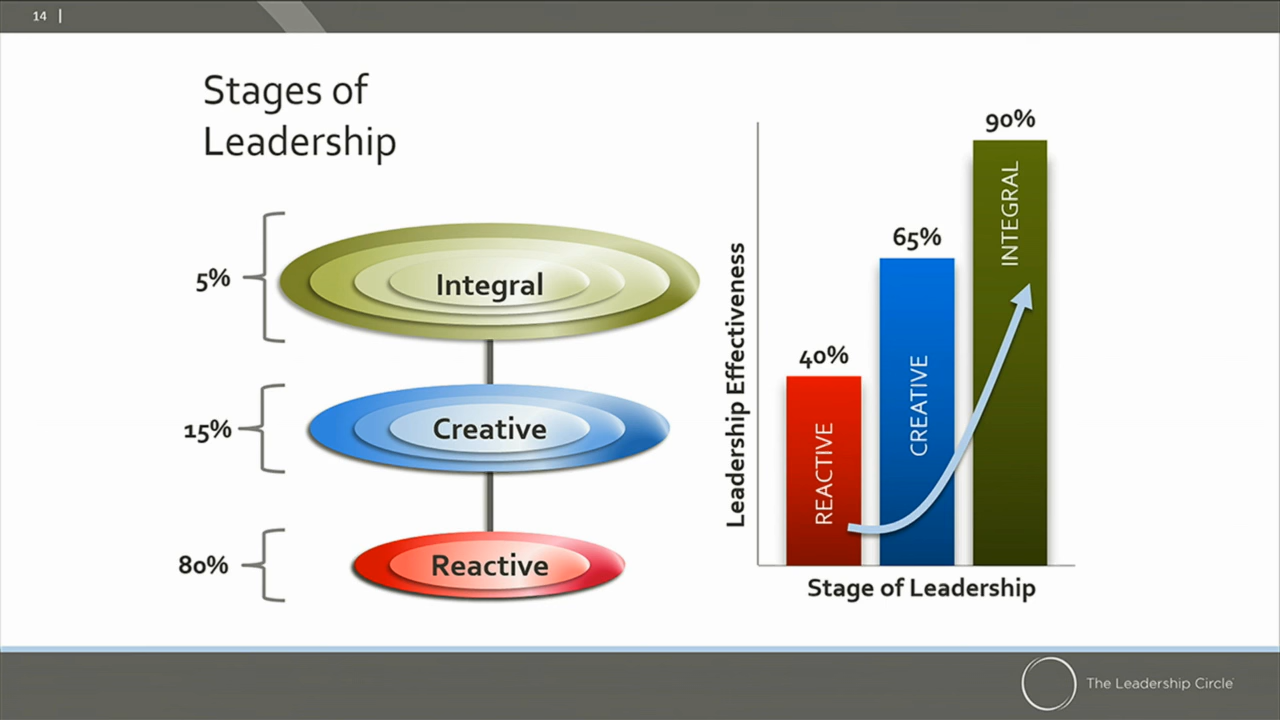 14 |
Stages of
Leadership
5%
Integral
15%
Creative
80%
Reactive
Leadership Effectiveness
40%
REACTIVE
65%
CREATIVE
90%
INTEGRAL
Stage of Leadership
The Leadership Circle